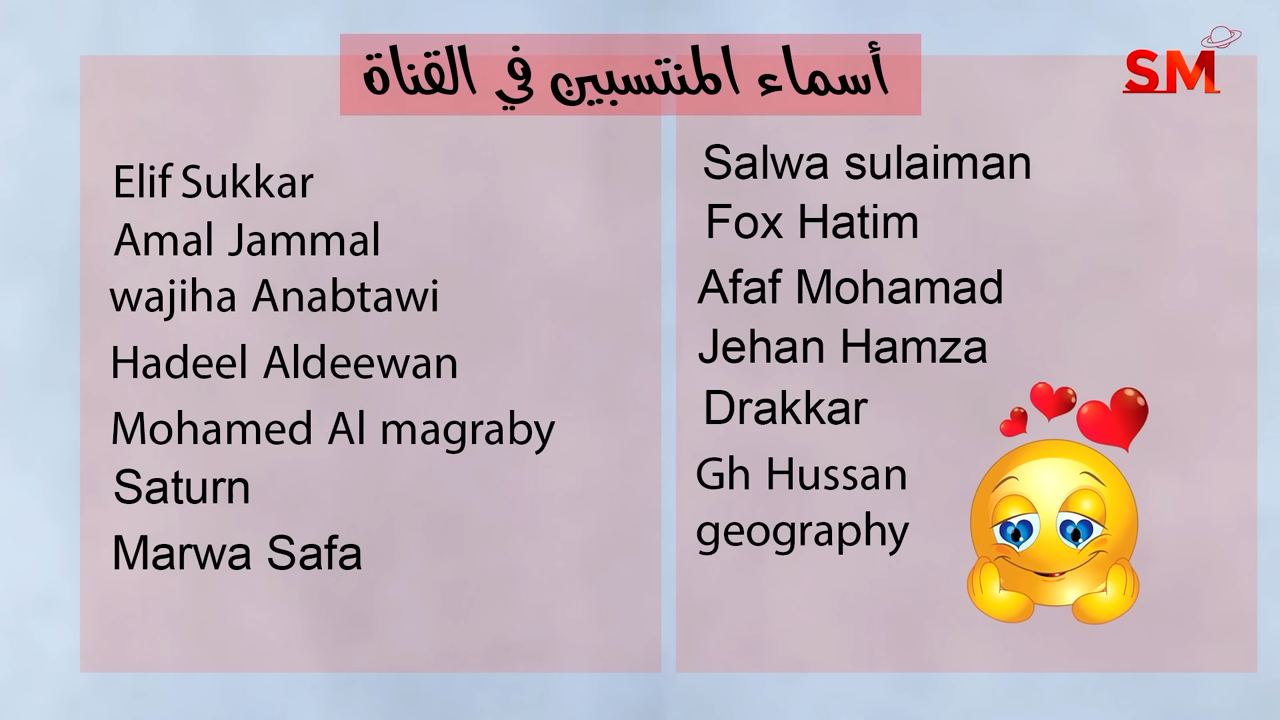 أسماء المنتسبين في القناة
SM
Elif Sukkar
Amal Jammal
wajiha Anabtawi
Hadeel Aldeewan
Mohamed Al magraby
Saturn
Marwa Safa
Salwa sulaiman
Fox Hatim
Afaf Mohamad
Jehan Hamza
Drakkar
Gh Hussan
geography